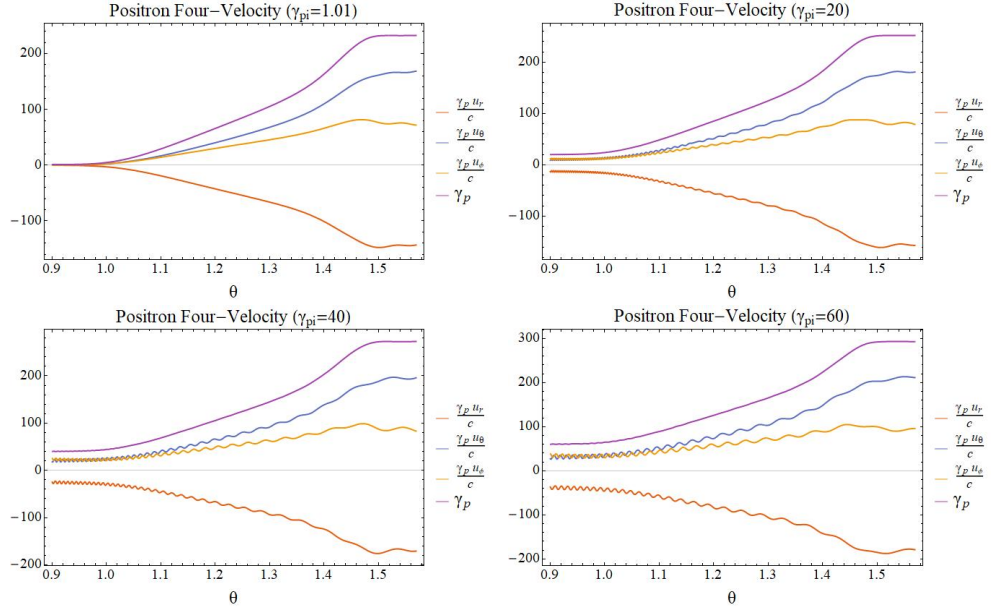 Positron Four−Velocity (γpi=1.01)
200
100
0
−100
0.9 1.0 1.1 1.2 1.3 1.4 1.5
θ
γp ur
c
γp uθ
c
γp uϕ
c
γp
Positron Four−Velocity (γpi=20)
200
100
0
−100
0.9 1.0 1.1 1.2 1.3 1.4 1.5
θ
γp ur
c
γp uθ
c
γp uϕ
c
γp
Positron Four−Velocity (γpi=40)
200
100
0
−100
−200
0.9 1.0 1.1 1.2 1.3 1.4 1.5
θ
γp ur
c
γp uθ
c
γp uϕ
c
γp
Positron Four−Velocity (γpi=60)
300
200
100
0
−100
−200
0.9 1.0 1.1 1.2 1.3 1.4 1.5
θ
γp ur
c
γp uθ
c
γp uϕ
c
γp